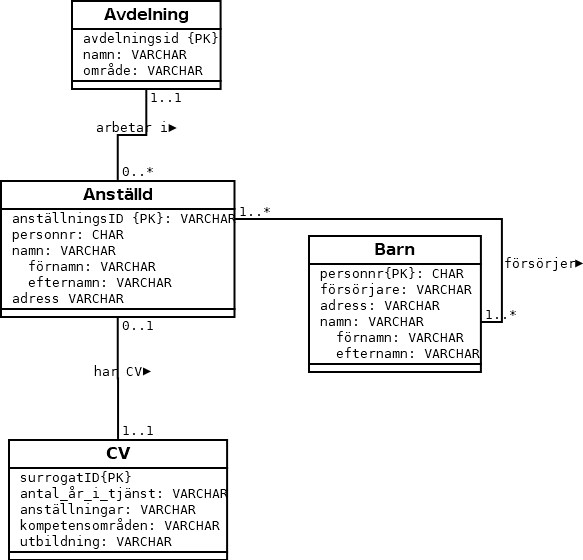 Avdelning
avdelningsid {PK}
namn: VARCHAR
område: VARCHAR
1..1
arbetar i►
0..*
Anställd
anställningsID {PK}: VARCHAR
personnr: CHAR
namn: VARCHAR
förnamn: VARCHAR
efternamn: VARCHAR
adress VARCHAR
1..*
försörjer►
1..*
Barn
personnr{PK}: CHAR
försörjare: VARCHAR
adress: VARCHAR
namn: VARCHAR
förnamn: VARCHAR
efternamn: VARCHAR
0..1
har CV►
1..1
CV
surrogatID{PK}
antal_år_i_tjänst: VARCHAR
anställningar: VARCHAR
kompetensområden: VARCHAR
utbildning: VARCHAR